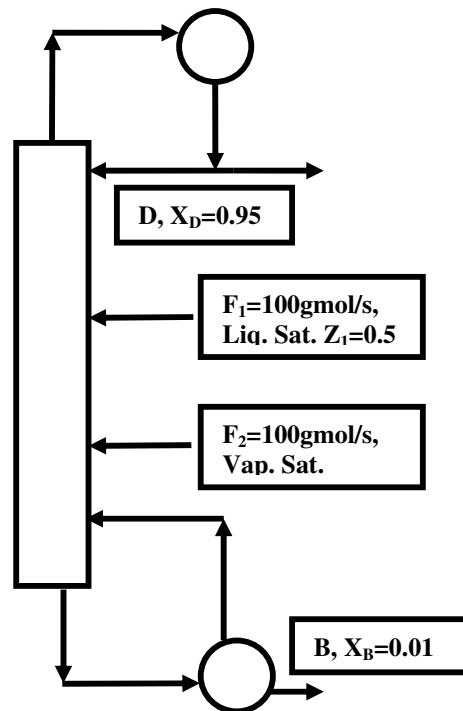 D, X_D=0.95
F_1=100gmol/s,
Liq. Sat. Z_1=0.5
F_2=100gmol/s,
Vap. Sat.
B, X_B=0.01